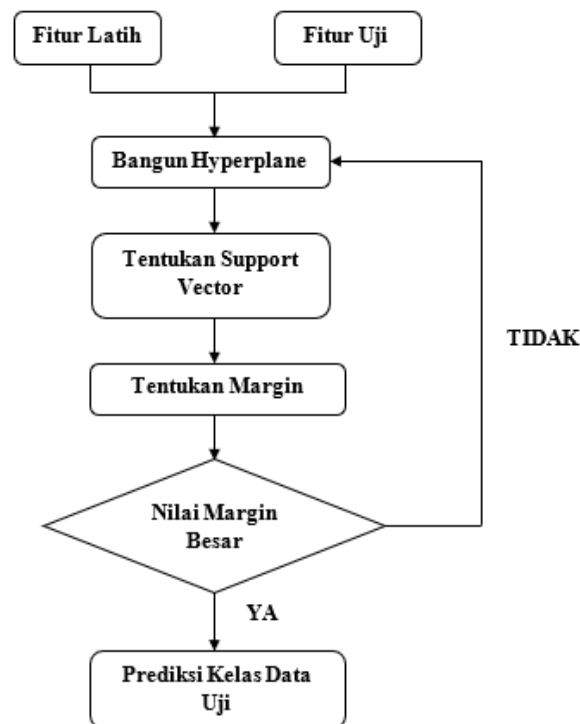 Fitur Latih
Fitur Uji
Bangun Hyperplane
Tentukan Support
Vector
TIDAK
Tentukan Margin
Nilai Margin
Besar
YA
Prediksi Kelas Data
Uji